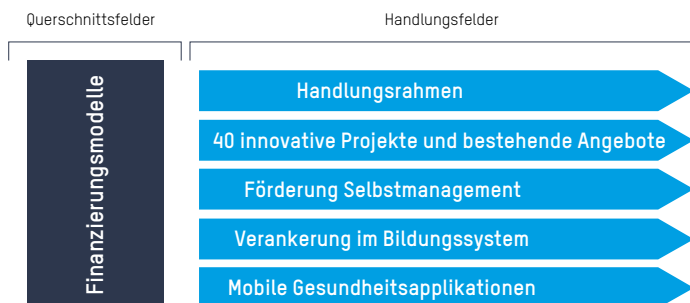 Querschnittsfelder
Handlungsfelder
Finanzierungsmodelle
Handlungsrahmen
40 innovative Projekte und bestehende Angebote
Förderung Selbstmanagement
Verankerung im Bildungssystem
Mobile Gesundheitsapplikationen